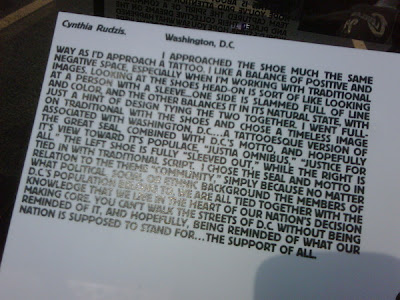 Cynthia Rudzis.
Washington, D.C.
I APPROACHED THE SHOE MUCH THE SAME
WAY AS I'D APPROACH A TATTOO. I LIKE A BALANCE OF POSITIVE AND
NEGATIVE SPACE, ESPECIALLY WHEN I'M WORKING WITH TRADITIONAL
IMAGES. LOOKING AT THE SHOES HEAD-ON IS SORT OF LIKE LOOKING
AT A PERSON WITH A SLEEVE... ONE SIDE IS SLAMMED FULL OF LINE
AND COLOR, AND THE OTHER BALANCES IT IN ITS NATURAL STATE WITH
JUST A HINT OF DESIGN TYING THE TWO TOGETHER. I WENT FULL-
ON TRADITIONAL WITH THE SHOES AND CHOSE A TIMELESS IMAGE
ASSOCIATED WITH WASHINGTON, D.C...A TATTOOESQUE VERSION OF
THE GREAT SEAL, COMBINED WITH D.C.'S MOTTO, AND HOPEFULLY
IT'S VIEW TOWARD IT'S PEOPLE, "JUSTIA OMNIBUS." "JUSTICE FOR
ALL." THE LEFT SHOE IS FULLY "SLEEVED OUT," WHILE THE RIGHT IS
TIED IN WITH TRADITIONAL SCRIPT. I CHOSE THE SEAL AND MOTTO IN
RELATION TO THE THEME "COMMUNITY", SIMPLY BECAUSE NO MATTER
WHAT POLITICAL, SOCIAL, OR ETHNIC BACKGROUND THE MEMBERS OF
D.C.'S POPULATION WE ARE ALL TIED TOGETHER WITH THE
KNOWLEDGE THAT WE LIVE IN THE HEART OF OUR NATION'S DECISION
MAKING CORE. YOU CAN'T WALK THE STREETS OF D.C. WITHOUT BEING
REMINDED OF IT, AND HOPEFULLY, BEING REMINDED OF WHAT OUR
NATION IS SUPPOSED TO STAND FOR...THE SUPPORT OF ALL.